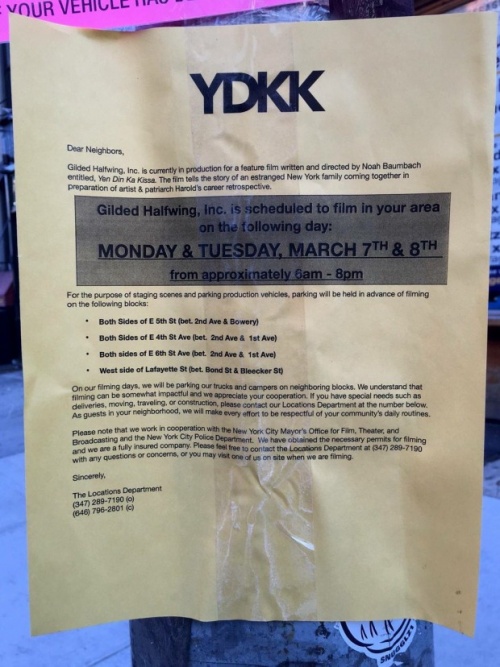 YOUR VEHICLE HAS
YDKK
Dear Neighbors,
Gilded Halfwing, Inc. is currently in production for a feature film written and directed by Noah Baumbach
entitled, Yen Din Ka Kissa. The film tells the story of an estranged New York family coming together in
preparation of artist & patriarch Harold's career retrospective.
Gilded Halfwing, Inc. is scheduled to film in your area
on the following day:
MONDAY & TUESDAY, MARCH 7TH & 8TH
from approximately 6am - 8pm
For the purpose of staging scenes and parking production vehicles, parking will be held in advance of filming
on the following blocks:
• Both Sides of E 5th St (bet. 2nd Ave & Bowery)
• Both Sides of E 4th St Ave (bet. 2nd Ave & 1st Ave)
• Both sides of E 6th St Ave (bet. 2nd Ave & 1st Ave)
• West side of Lafayette St (bet. Bond St & Bleecker St)
On our filming days, we will be parking our trucks and campers on neighboring blocks. We understand that
filming can be somewhat impactful and we appreciate your cooperation. If you have special needs such as
deliveries, moving, traveling, or construction, please contact our Locations Department at the number below.
As guests in your neighborhood, we will make every effort to be respectful of your community's daily routines.
Please note that we work in cooperation with the New York City Mayor's Office for Film, Theater, and
Broadcasting and the New York City Police Department. We have obtained the necessary permits for filming
and we are a fully insured company. Please feel free to contact the Locations Department at (347) 289-7190
with any questions or concerns, or you may visit one of us on site when we are filming.
Sincerely,
The Locations Department
(347) 289-7190 (o)
(646) 796-2801 (c)